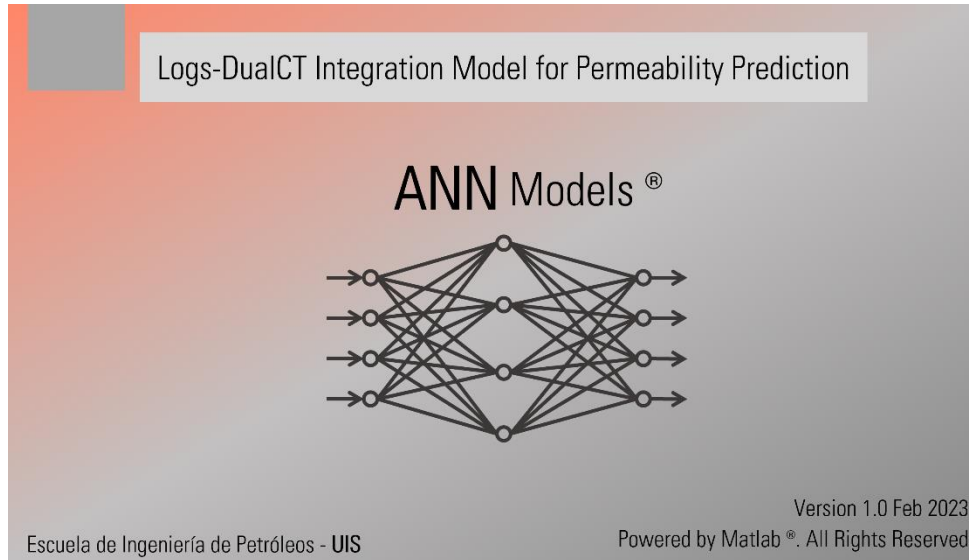 Logs-DualCT Integration Model for Permeability Prediction
ANN Models ®
Version 1.0 Feb 2023
Escuela de Ingeniería de Petróleos - UIS
Powered by Matlab ®. All Rights Reserved